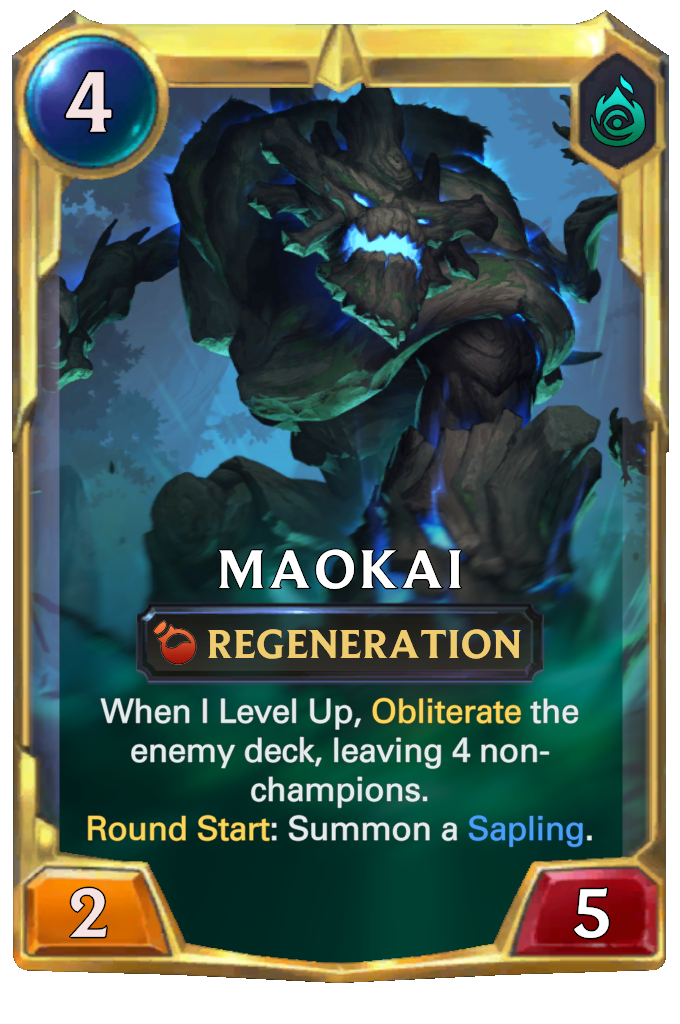 4
MAOKAI
REGENERATION
When I Level Up, Obliterate the
enemy deck, leaving 4 non-
champions.
Round Start: Summon a Sapling.
2
5